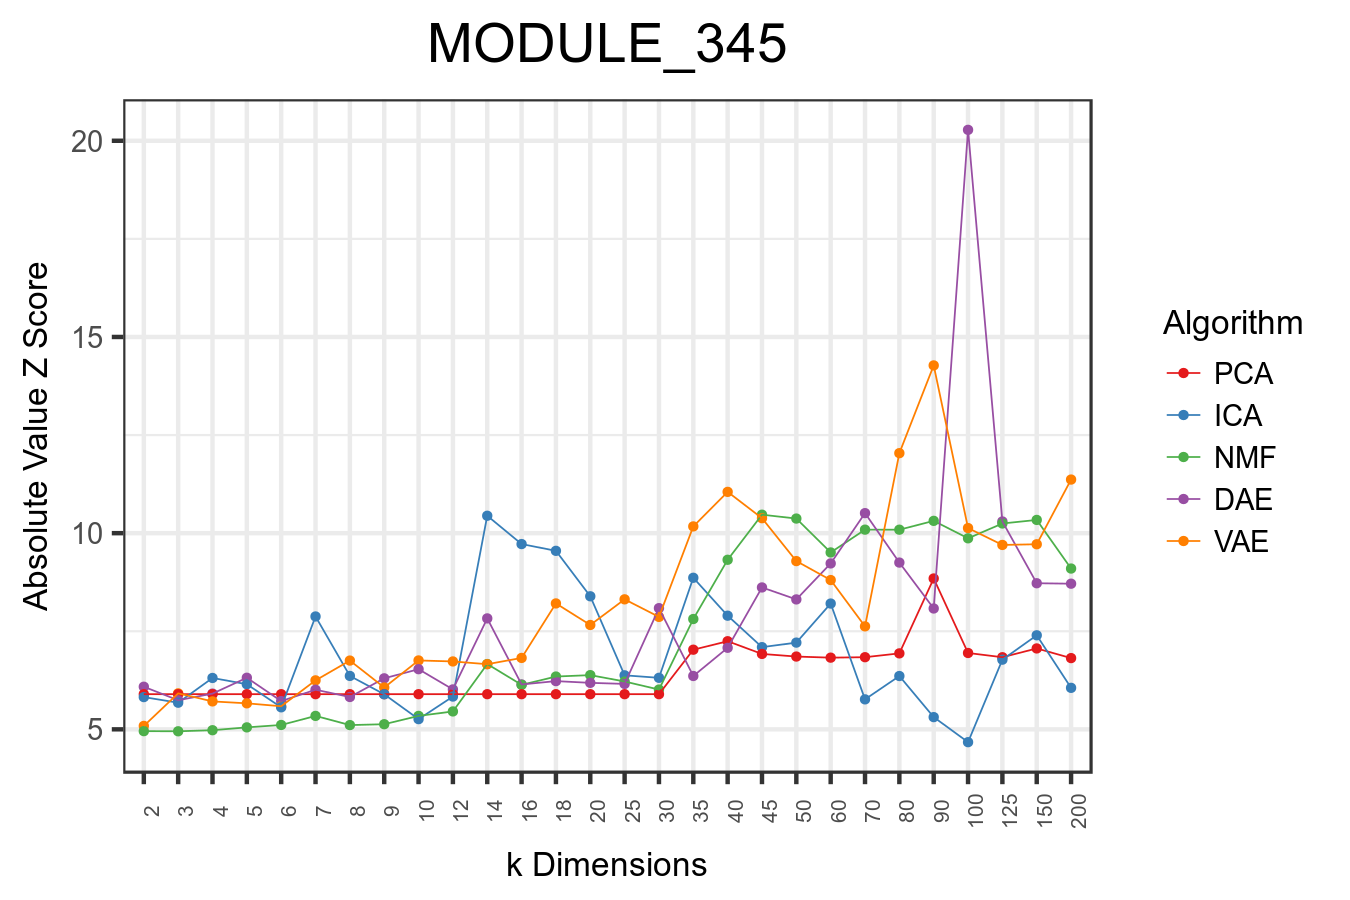 MODULE_345
Absolute Value Z Score
20
15
10
5
2 3 4 5 6 7 8 9 10 12 14 16 18 20 25 30 35 40 45 50 60 70 80 90 100 125 150 200
k Dimensions
Algorithm
PCA
ICA
NMF
DAE
VAE